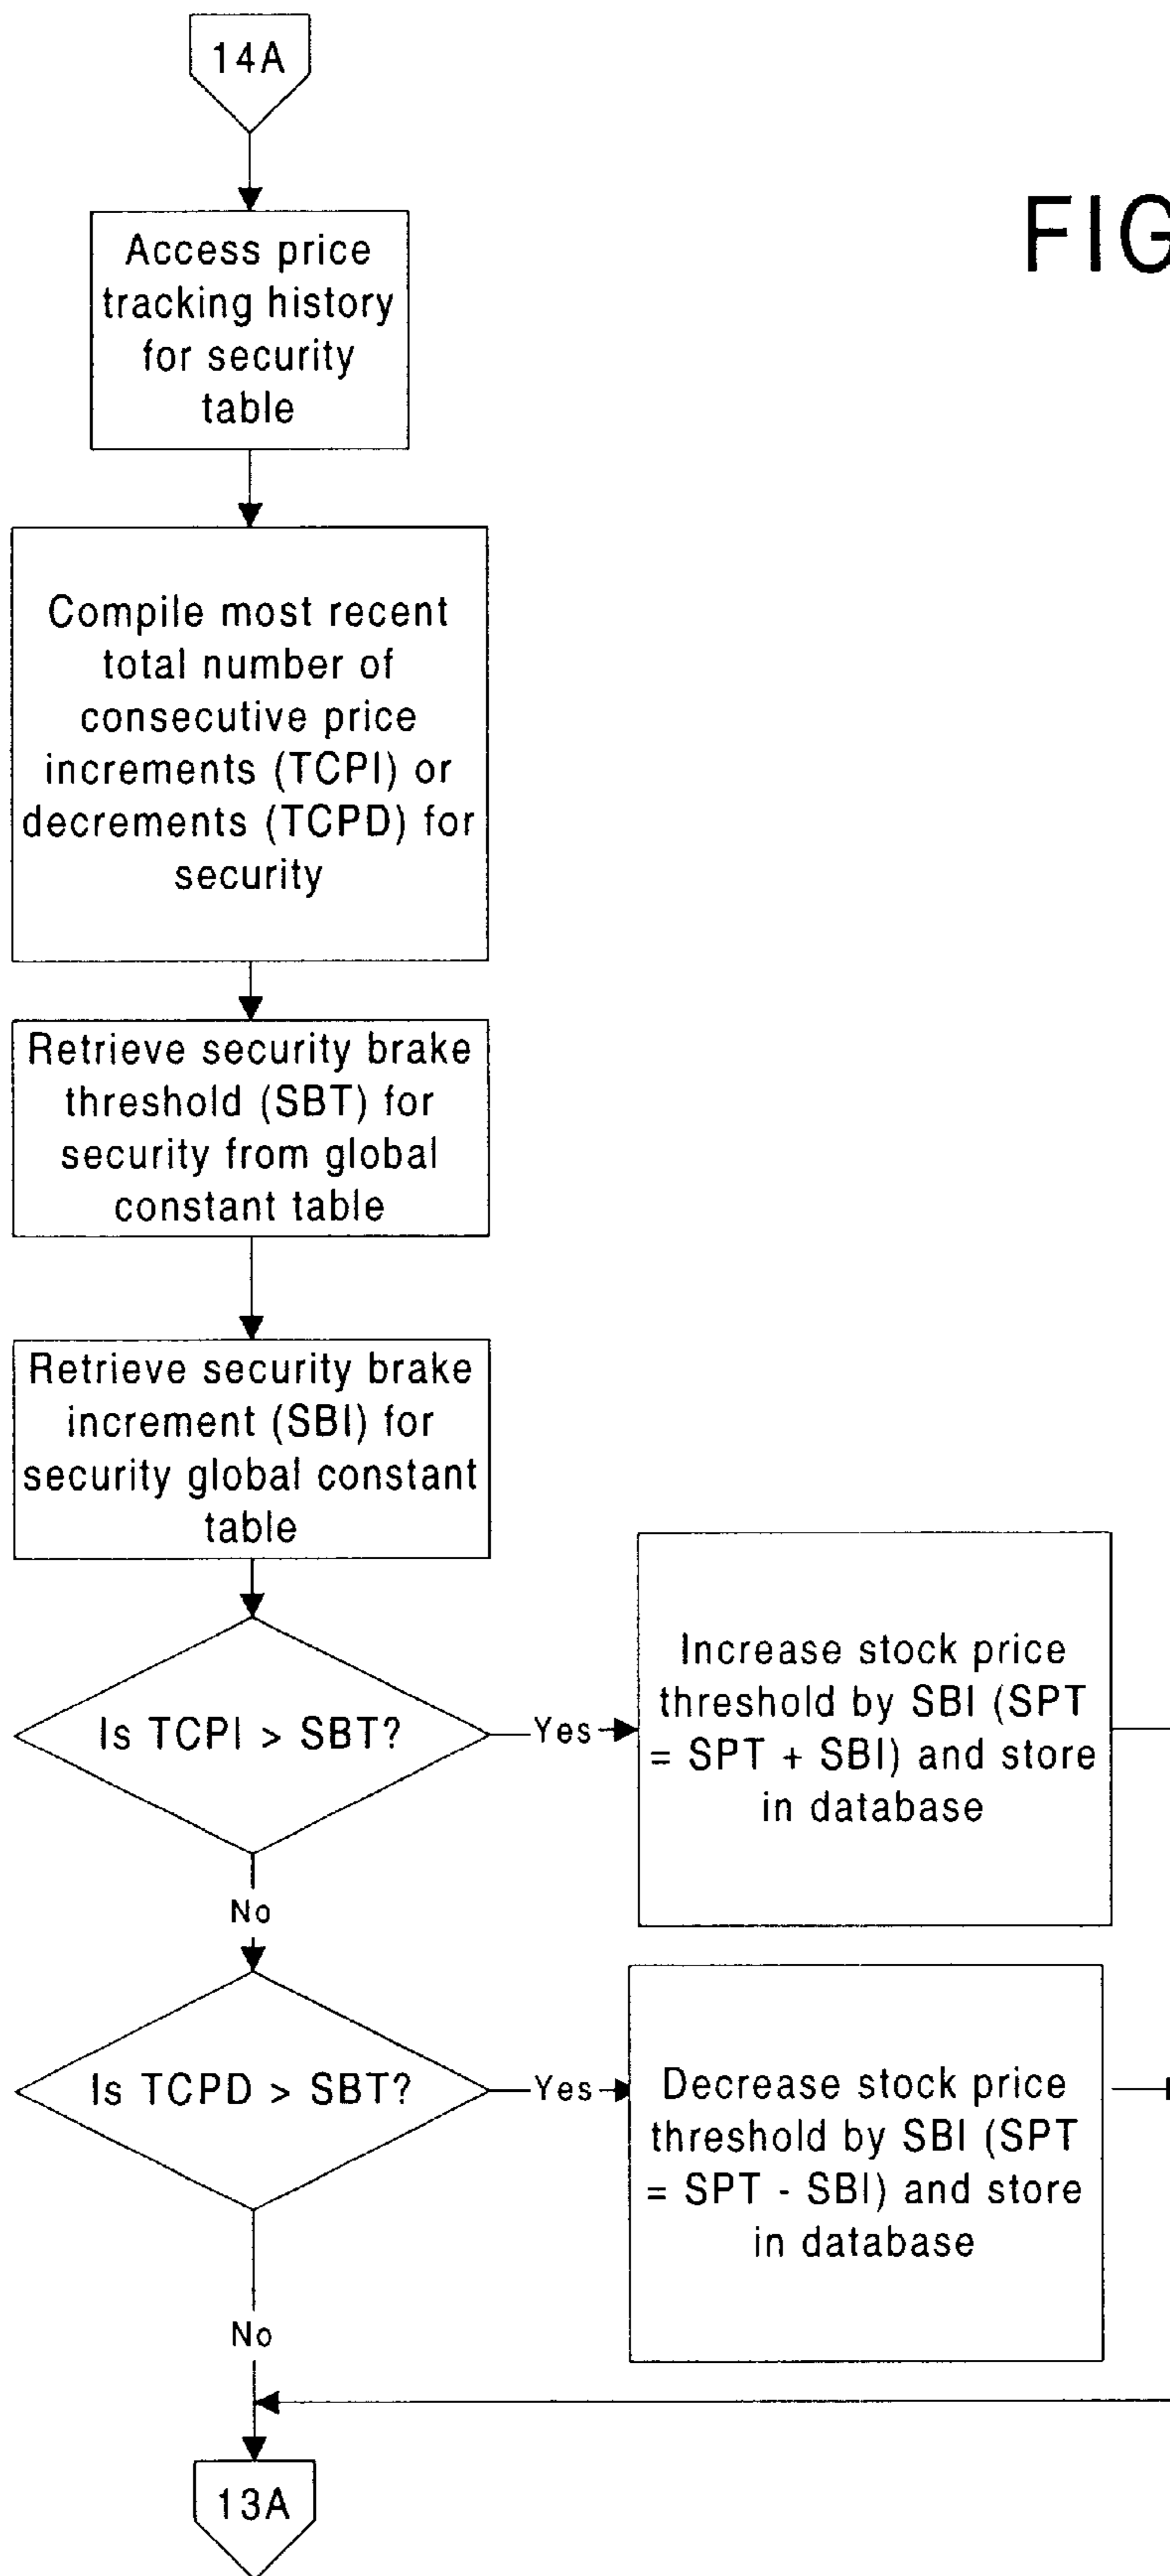 14A
FIG
Access price
tracking history
for security
table
Compile most recent
total number of
consecutive price
increments (TCPI) or
decrements (TCPD) for
security
Retrieve security brake
threshold (SBT) for
security from global
constant table
Retrieve security brake
increment (SBI) for
security global constant
table
Is TCPI > SBT?
Yes
Increase stock price
threshold by SBI (SPT
= SPT + SBI) and store
in database
No
Is TCPD > SBT?
Yes
Decrease stock price
threshold by SBI (SPT
= SPT - SBI) and store
in database
No
13A